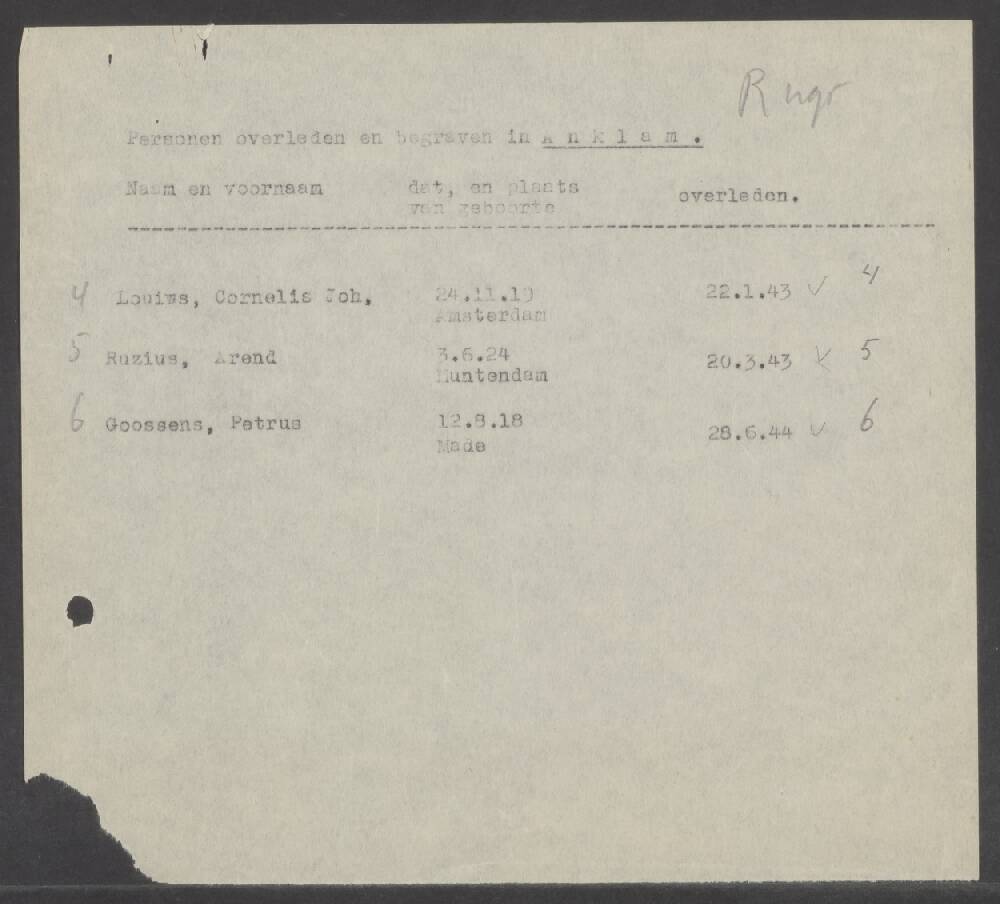 Personen overleden en begraven in A n k l a m .
Naam en voornaam dat, en plaats overleden.
van geboorte
4 Cornelis Joh, 24.11.19 22.1.43 ✓ 4
Amsterdam
5 Ruzius, Arend 3.6.24 20.3.43 ✓ 5
Muntendam
6 Goossens, Petrus 12.8.18 28.6.44 ✓ 6
Made